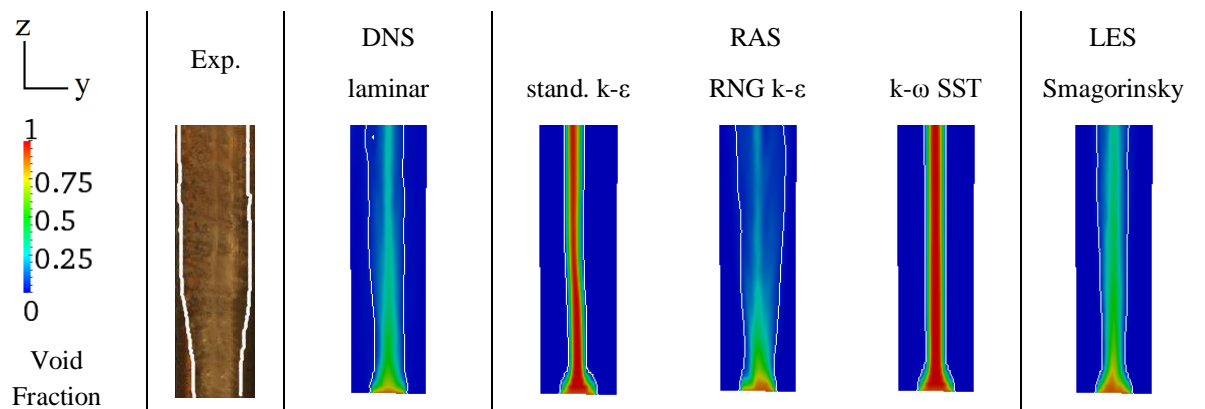 z
y
1
0.75
0.5
0.25
0
Void
Fraction
Exp.
DNS
laminar
RAS
stand. k-ε
RNG k-ε
k-ω SST
LES
Smagorinsky